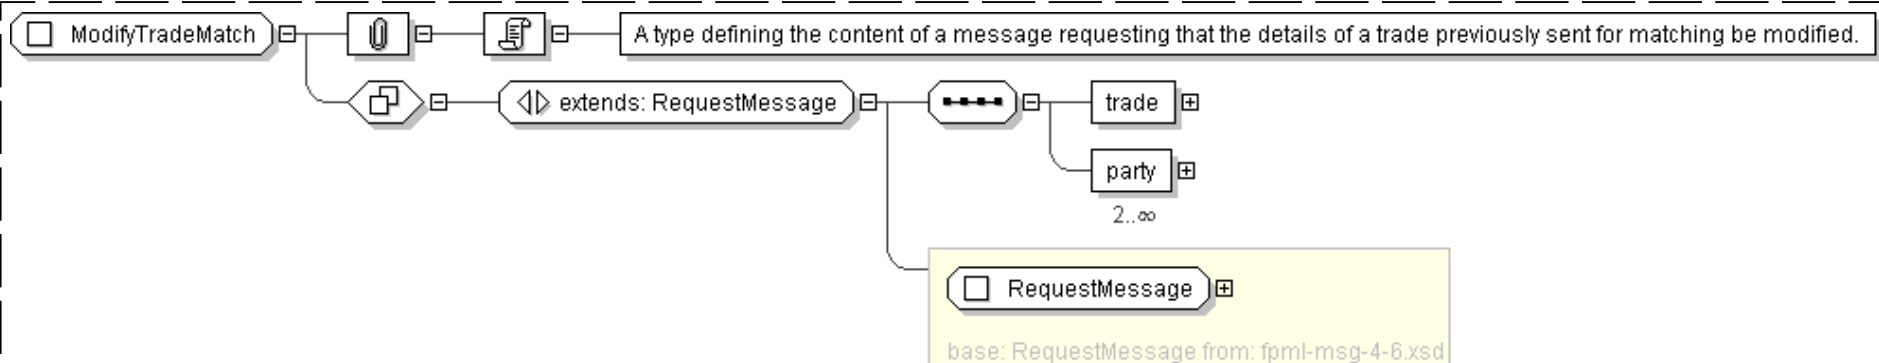 ModifyTradeMatch
A type defining the content of a message requesting that the details of a trade previously sent for matching be modified.
extends: RequestMessage
trade
party
2..∞
RequestMessage
base: RequestMessage from: fpml-msg-4-6.xsd